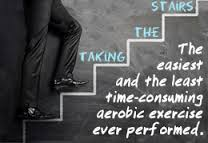 TAKING
THE
STAIRS
The
easiest
and the least
time-consuming
aerobic exercise
ever performed.